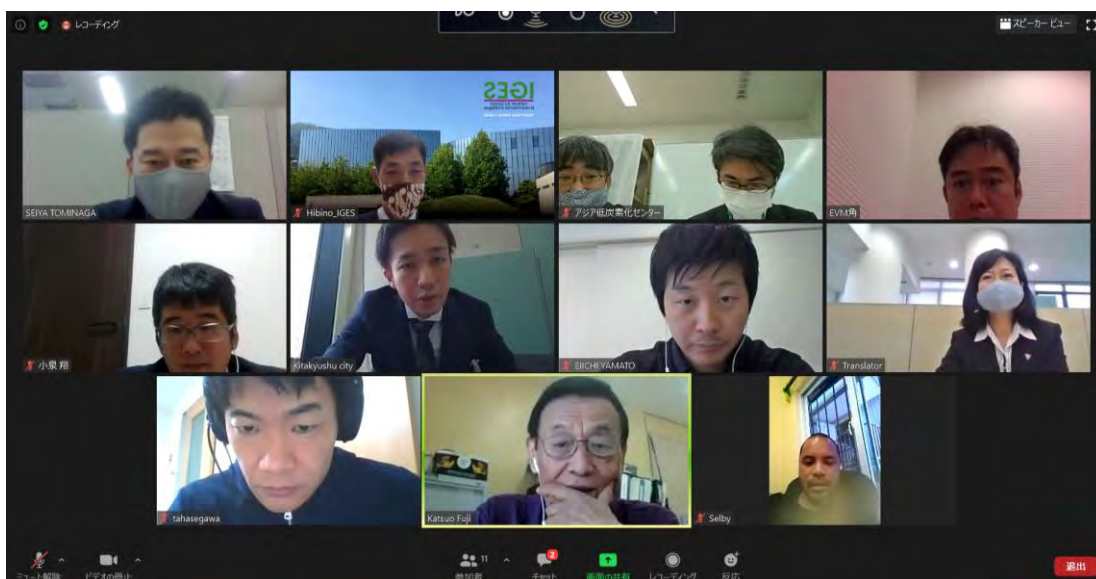 レコーディング
スピーカー ビュー
IGES
SEIYA TOMINAGA
Hibino_IGES
アジア低炭素化センター
EVM角
小泉 翔
Kitakyushu city
EIICHI YAMATO
Translator
tahasegawa
Katsuo Fuji
Selby
ミュート解除
ビデオの停止
参加者
11
チャット
2
画面の共有
レコーディング
反応
退出